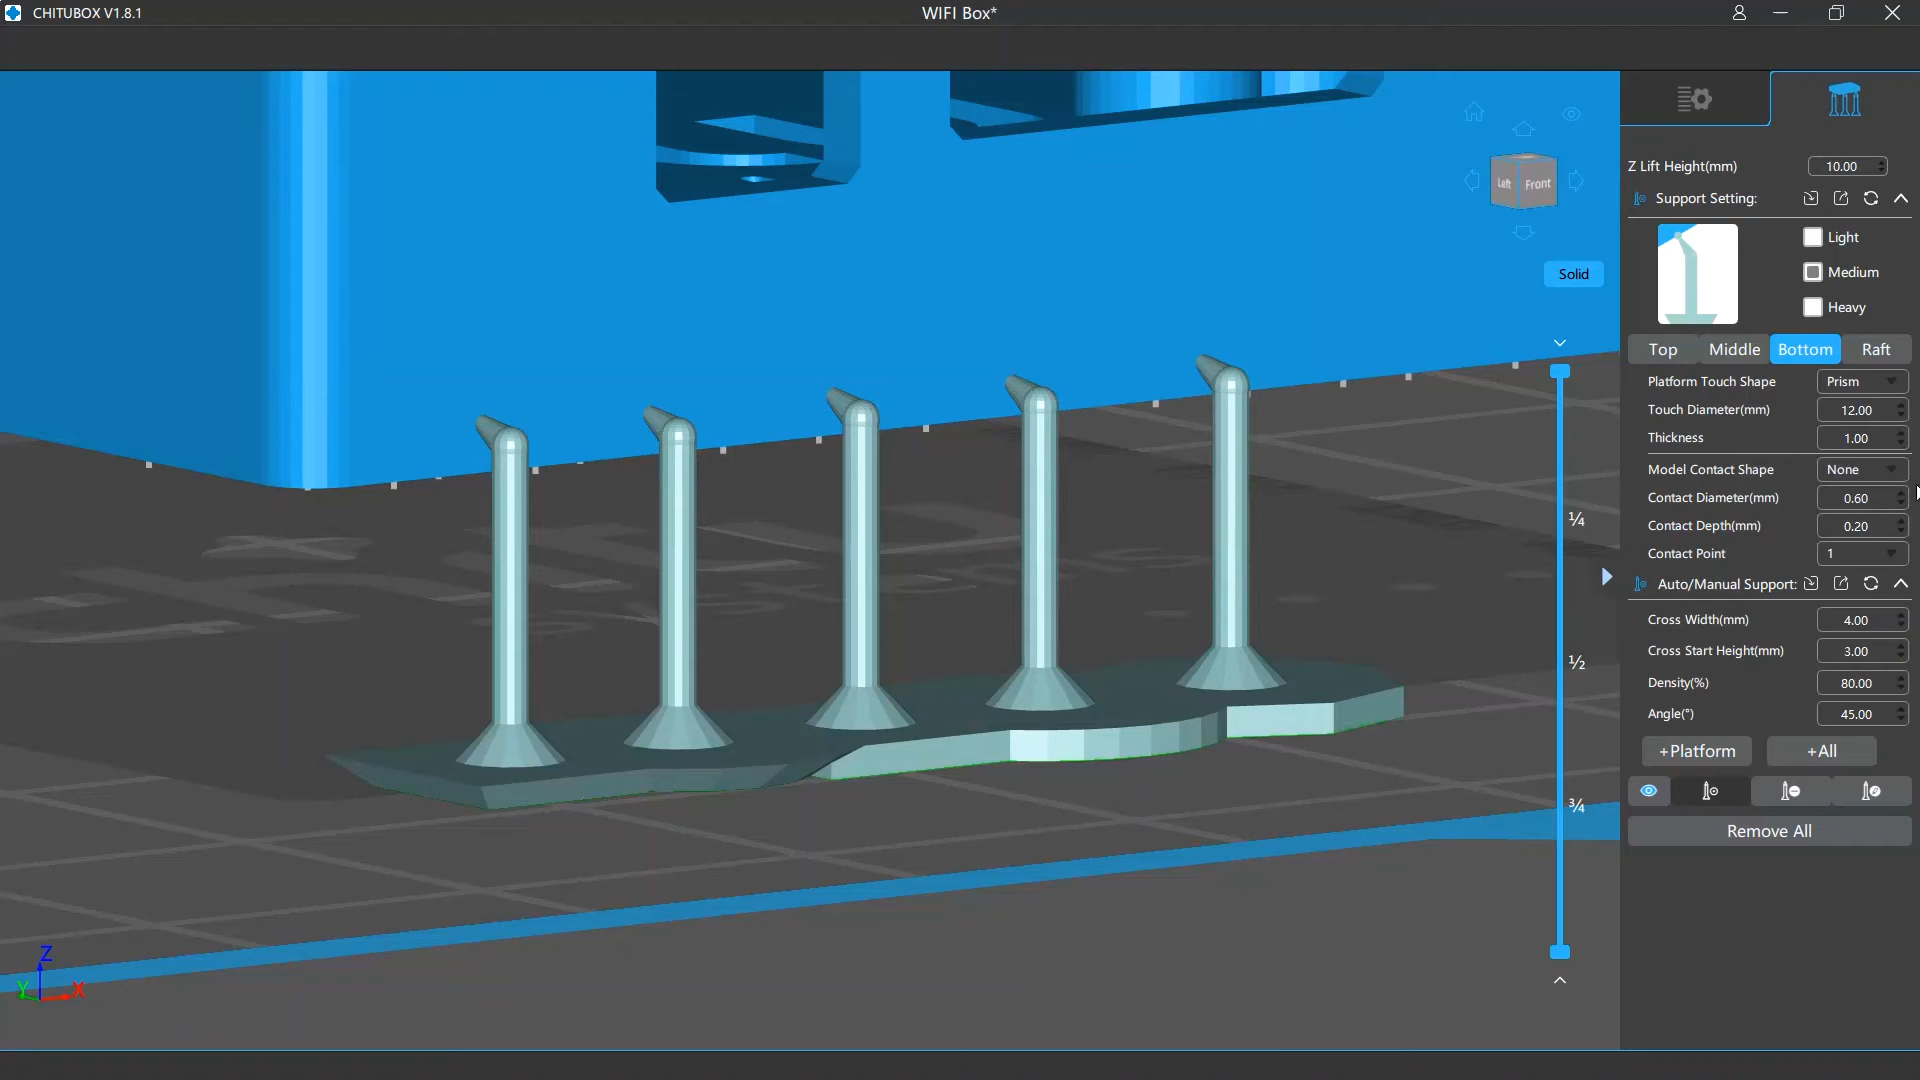 CHITUBOX V1.8.1
WIFI Box*
Z Lift Height(mm) 10.00
Support Setting:
Light
Medium
Heavy
Left Front
Solid
Top Middle Bottom Raft
Platform Touch Shape Prism
Touch Diameter(mm) 12.00
Thickness 1.00
Model Contact Shape None
Contact Diameter(mm) 0.60
Contact Depth(mm) 0.20
Contact Point 1
Auto/Manual Support:
Cross Width(mm) 4.00
Cross Start Height(mm) 3.00
Density(%) 80.00
Angle(°) 45.00
+Platform +All
Remove All
¼
½
¾
Z
Y X